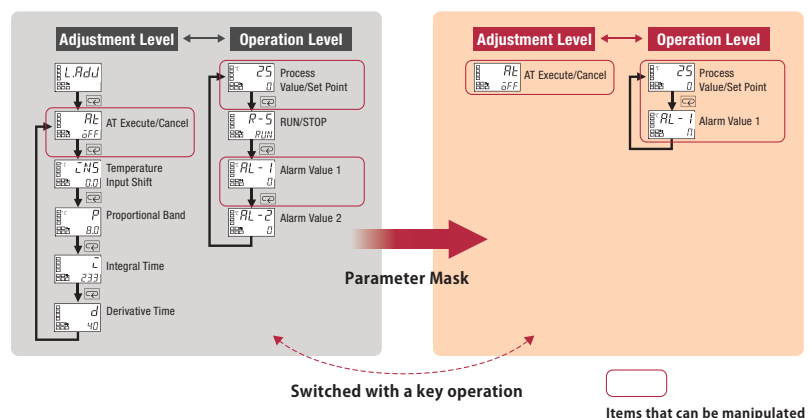 Adjustment Level
Operation Level
L.AdJ
At
oFF
AT Execute/Cancel
INS
0.0
Temperature
Input Shift
P
8.0
Proportional Band
I
233
Integral Time
d
40
Derivative Time
25
0
Process
Value/Set Point
R-S
RUN
RUN/STOP
AL-1
0
Alarm Value 1
AL-2
0
Alarm Value 2
Parameter Mask
Adjustment Level
Operation Level
At
oFF
AT Execute/Cancel
25
0
Process
Value/Set Point
AL-1
Alarm Value 1
Switched with a key operation
Items that can be manipulated